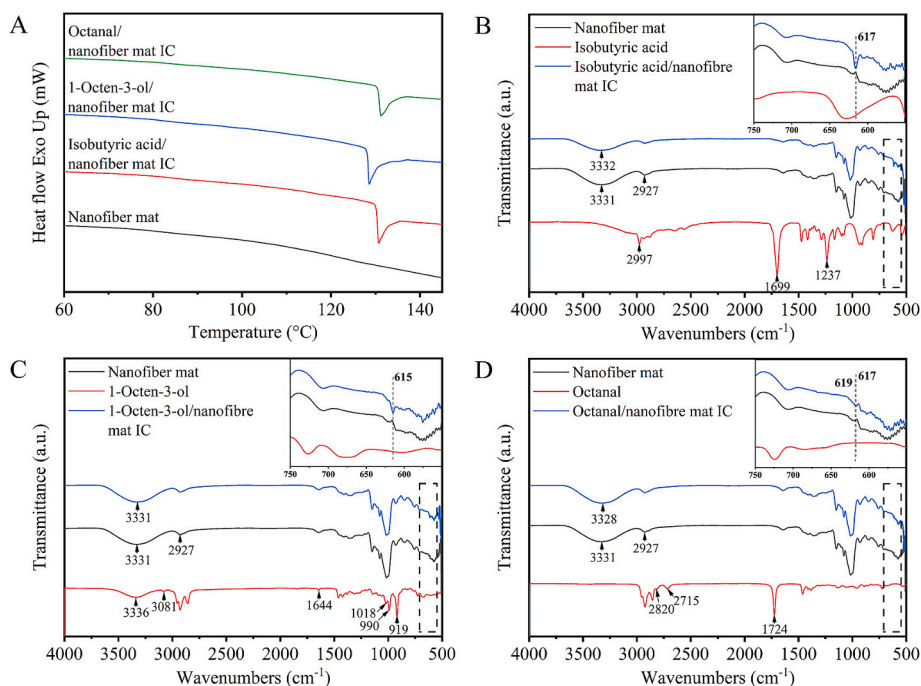 A
Octanal/
nanofiber mat IC
1-Octen-3-ol/
nanofiber mat IC
Isobutyric acid/
nanofiber mat IC
Nanofiber mat
Heat flow Exo Up (mW)
60
80
100
120
140
Temperature (°C)
B
Nanofiber mat
Isobutyric acid
Isobutyric acid/nanofibre
mat IC
617
750
700
650
600
3332
3331
2927
2997
1699
1237
Transmittance (a.u.)
4000
3500
3000
2500
2000
1500
1000
500
Wavenumbers (cm⁻¹)
C
Nanofiber mat
1-Octen-3-ol
1-Octen-3-ol/nanofibre
mat IC
615
750
700
650
600
3331
3331
2927
3336
3081
1644
1018
990
919
Transmittance (a.u.)
4000
3500
3000
2500
2000
1500
1000
500
Wavenumbers (cm⁻¹)
D
Nanofiber mat
Octanal
Octanal/nanofibre mat IC
619
617
750
700
650
600
3328
3331
2927
2820
2715
1724
Transmittance (a.u.)
4000
3500
3000
2500
2000
1500
1000
500
Wavenumbers (cm⁻¹)